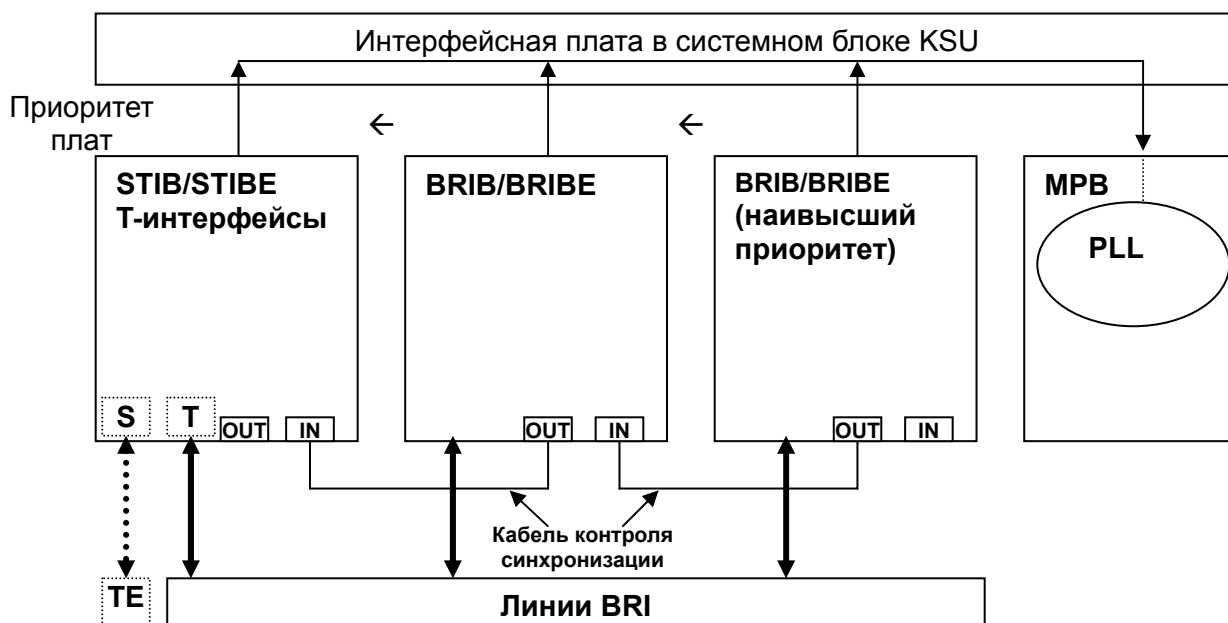 Интерфейсная плата в системном блоке KSU
Приоритет
плат
←
←
STIB/STIBE
T-интерфейсы
BRIB/BRIBE
BRIB/BRIBE
(наивысший
приоритет)
MPB
PLL
S
T
OUT
IN
OUT
IN
OUT
IN
Кабель контроля
синхронизации
TE
Линии BRI